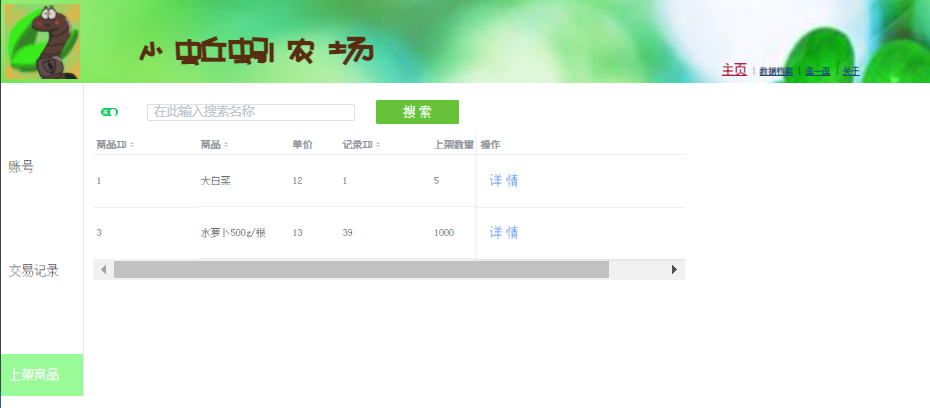 小 蚯蚓 农 场
主页 | 数据档案 | 逛一逛 | 关于
在此输入搜索名称 搜 索
商品ID 商品 单价 记录ID 上架数量 操作
账号
1 大白菜 12 1 5 详 情
3 水萝卜500g/根 13 39 1000 详 情
交易记录
上架商品